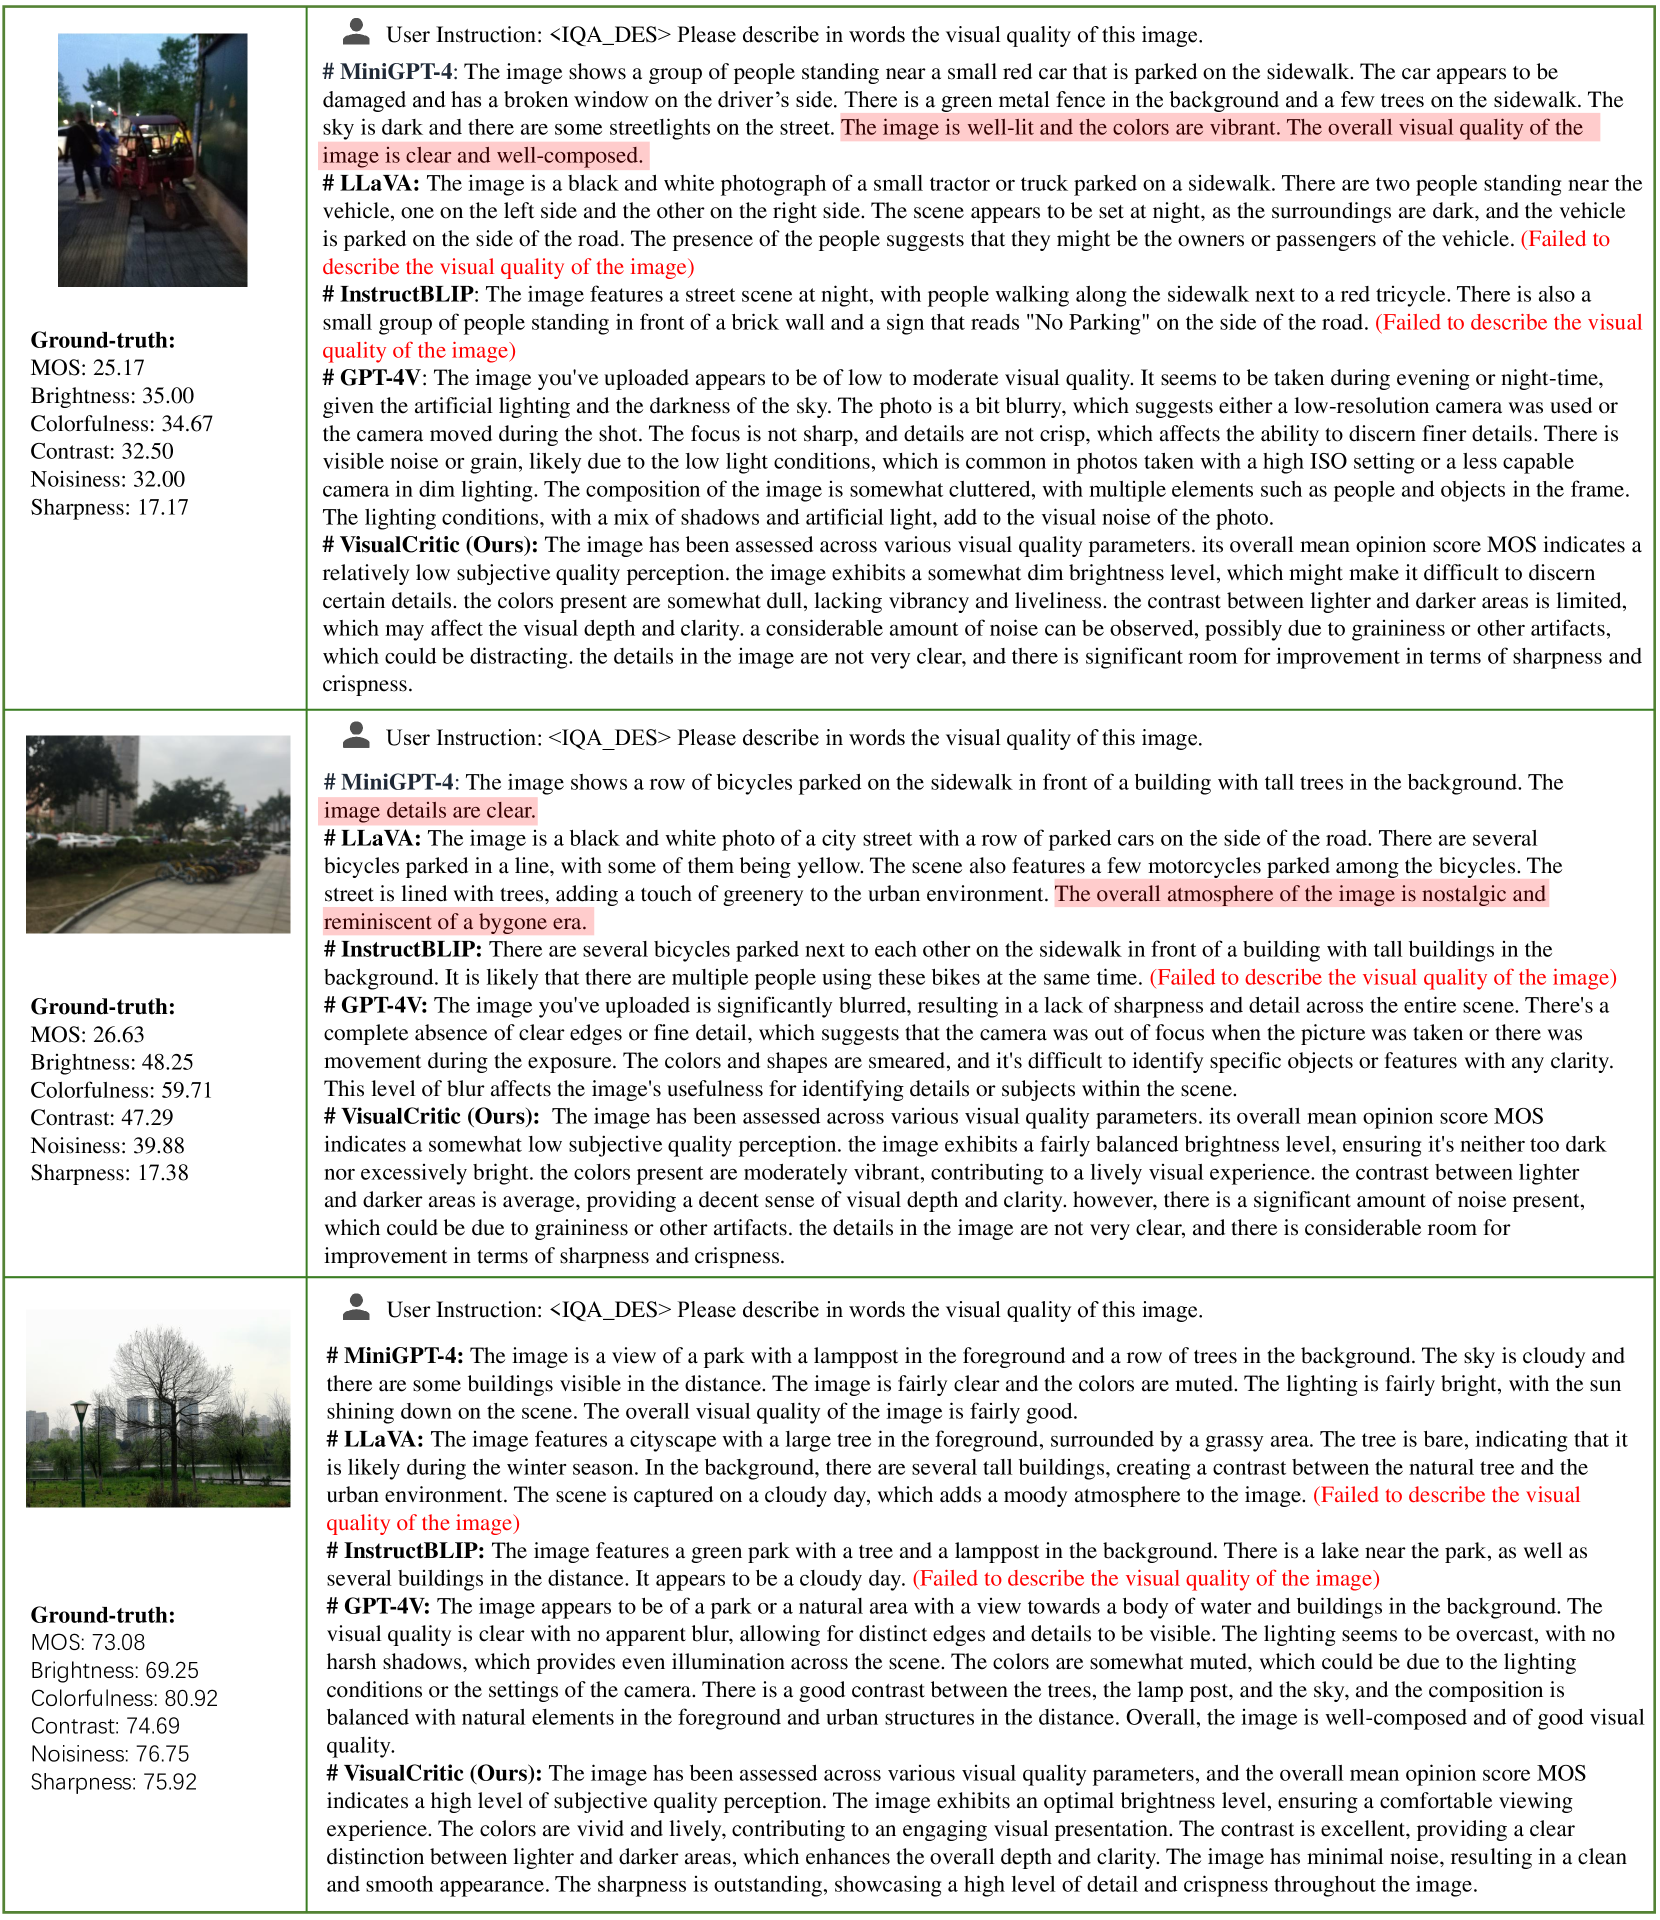 User Instruction: <IQA_DES> Please describe in words the visual quality of this image.
# MiniGPT-4: The image shows a group of people standing near a small red car that is parked on the sidewalk. The car appears to be
damaged and has a broken window on the driver’s side. There is a green metal fence in the background and a few trees on the sidewalk. The
sky is dark and there are some streetlights on the street. The image is well-lit and the colors are vibrant. The overall visual quality of the
image is clear and well-composed.
# LLaVA: The image is a black and white photograph of a small tractor or truck parked on a sidewalk. There are two people standing near the
vehicle, one on the left side and the other on the right side. The scene appears to be set at night, as the surroundings are dark, and the vehicle
is parked on the side of the road. The presence of the people suggests that they might be the owners or passengers of the vehicle. (Failed to
describe the visual quality of the image)
# InstructBLIP: The image features a street scene at night, with people walking along the sidewalk next to a red tricycle. There is also a
small group of people standing in front of a brick wall and a sign that reads "No Parking" on the side of the road. (Failed to describe the visual
quality of the image)
# GPT-4V: The image you've uploaded appears to be of low to moderate visual quality. It seems to be taken during evening or night-time,
given the artificial lighting and the darkness of the sky. The photo is a bit blurry, which suggests either a low-resolution camera was used or
the camera moved during the shot. The focus is not sharp, and details are not crisp, which affects the ability to discern finer details. There is
visible noise or grain, likely due to the low light conditions, which is common in photos taken with a high ISO setting or a less capable
camera in dim lighting. The composition of the image is somewhat cluttered, with multiple elements such as people and objects in the frame.
The lighting conditions, with a mix of shadows and artificial light, add to the visual noise of the photo.
# VisualCritic (Ours): The image has been assessed across various visual quality parameters. its overall mean opinion score MOS indicates a
relatively low subjective quality perception. the image exhibits a somewhat dim brightness level, which might make it difficult to discern
certain details. the colors present are somewhat dull, lacking vibrancy and liveliness. the contrast between lighter and darker areas is limited,
which may affect the visual depth and clarity. a considerable amount of noise can be observed, possibly due to graininess or other artifacts,
which could be distracting. the details in the image are not very clear, and there is significant room for improvement in terms of sharpness and
crispness.
Ground-truth:
MOS: 25.17
Brightness: 35.00
Colorfulness: 34.67
Contrast: 32.50
Noisiness: 32.00
Sharpness: 17.17
User Instruction: <IQA_DES> Please describe in words the visual quality of this image.
# MiniGPT-4: The image shows a row of bicycles parked on the sidewalk in front of a building with tall trees in the background. The
image details are clear.
# LLaVA: The image is a black and white photo of a city street with a row of parked cars on the side of the road. There are several
bicycles parked in a line, with some of them being yellow. The scene also features a few motorcycles parked among the bicycles. The
street is lined with trees, adding a touch of greenery to the urban environment. The overall atmosphere of the image is nostalgic and
reminiscent of a bygone era.
# InstructBLIP: There are several bicycles parked next to each other on the sidewalk in front of a building with tall buildings in the
background. It is likely that there are multiple people using these bikes at the same time. (Failed to describe the visual quality of the image)
# GPT-4V: The image you've uploaded is significantly blurred, resulting in a lack of sharpness and detail across the entire scene. There's a
complete absence of clear edges or fine detail, which suggests that the camera was out of focus when the picture was taken or there was
movement during the exposure. The colors and shapes are smeared, and it's difficult to identify specific objects or features with any clarity.
This level of blur affects the image's usefulness for identifying details or subjects within the scene.
# VisualCritic (Ours): The image has been assessed across various visual quality parameters. its overall mean opinion score MOS
indicates a somewhat low subjective quality perception. the image exhibits a fairly balanced brightness level, ensuring it's neither too dark
nor excessively bright. the colors present are moderately vibrant, contributing to a lively visual experience. the contrast between lighter
and darker areas is average, providing a decent sense of visual depth and clarity. however, there is a significant amount of noise present,
which could be due to graininess or other artifacts. the details in the image are not very clear, and there is considerable room for
improvement in terms of sharpness and crispness.
Ground-truth:
MOS: 26.63
Brightness: 48.25
Colorfulness: 59.71
Contrast: 47.29
Noisiness: 39.88
Sharpness: 17.38
User Instruction: <IQA_DES> Please describe in words the visual quality of this image.
# MiniGPT-4: The image is a view of a park with a lamppost in the foreground and a row of trees in the background. The sky is cloudy and
there are some buildings visible in the distance. The image is fairly clear and the colors are muted. The lighting is fairly bright, with the sun
shining down on the scene. The overall visual quality of the image is fairly good.
# LLaVA: The image features a cityscape with a large tree in the foreground, surrounded by a grassy area. The tree is bare, indicating that it
is likely during the winter season. In the background, there are several tall buildings, creating a contrast between the natural tree and the
urban environment. The scene is captured on a cloudy day, which adds a moody atmosphere to the image. (Failed to describe the visual
quality of the image)
# InstructBLIP: The image features a green park with a tree and a lamppost in the background. There is a lake near the park, as well as
several buildings in the distance. It appears to be a cloudy day. (Failed to describe the visual quality of the image)
# GPT-4V: The image appears to be of a park or a natural area with a view towards a body of water and buildings in the background. The
visual quality is clear with no apparent blur, allowing for distinct edges and details to be visible. The lighting seems to be overcast, with no
harsh shadows, which provides even illumination across the scene. The colors are somewhat muted, which could be due to the lighting
conditions or the settings of the camera. There is a good contrast between the trees, the lamp post, and the sky, and the composition is
balanced with natural elements in the foreground and urban structures in the distance. Overall, the image is well-composed and of good visual
quality.
# VisualCritic (Ours): The image has been assessed across various visual quality parameters, and the overall mean opinion score MOS
indicates a high level of subjective quality perception. The image exhibits an optimal brightness level, ensuring a comfortable viewing
experience. The colors are vivid and lively, contributing to an engaging visual presentation. The contrast is excellent, providing a clear
distinction between lighter and darker areas, which enhances the overall depth and clarity. The image has minimal noise, resulting in a clean
and smooth appearance. The sharpness is outstanding, showcasing a high level of detail and crispness throughout the image.
Ground-truth:
MOS: 73.08
Brightness: 69.25
Colorfulness: 80.92
Contrast: 74.69
Noisiness: 76.75
Sharpness: 75.92